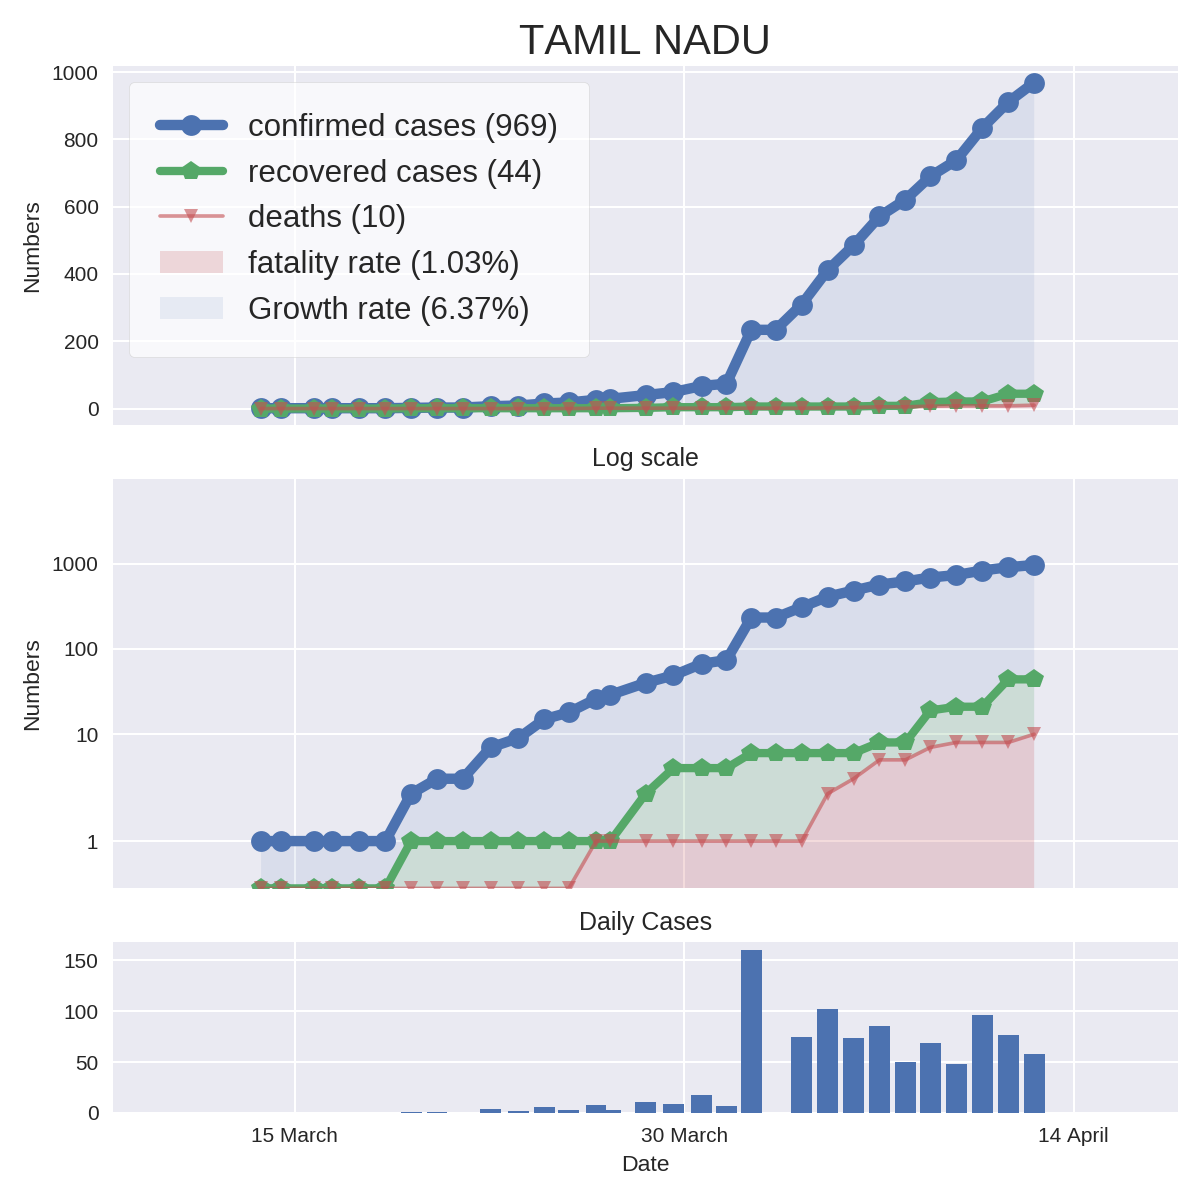 TAMIL NADU
1000
800
600
400
200
0
Numbers
confirmed cases (969)
recovered cases (44)
deaths (10)
fatality rate (1.03%)
Growth rate (6.37%)
Log scale
1000
100
10
1
Numbers
Daily Cases
150
100
50
0
15 March
30 March
14 April
Date